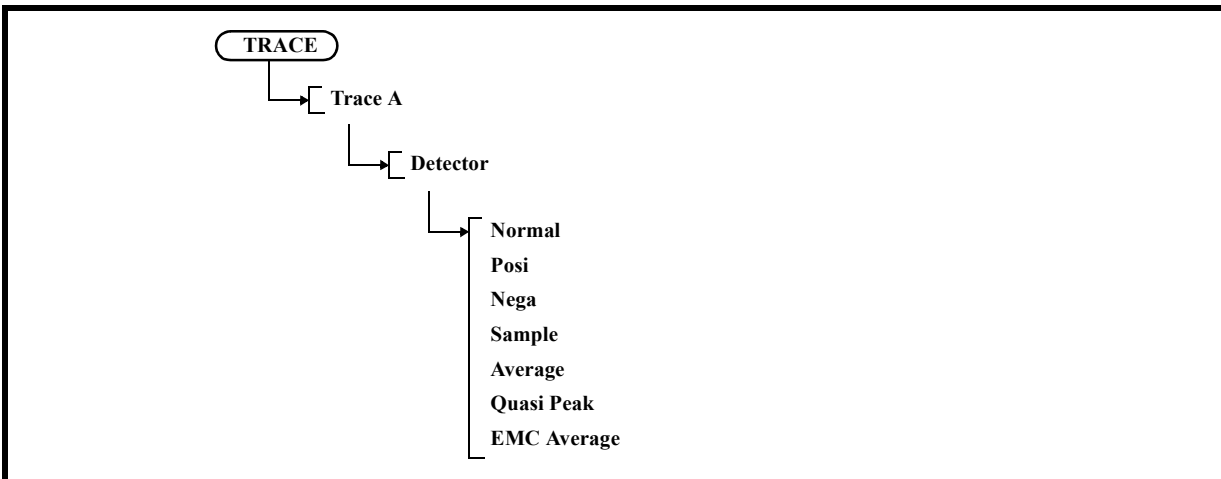 TRACE
Trace A
Detector
Normal
Posi
Nega
Sample
Average
Quasi Peak
EMC Average